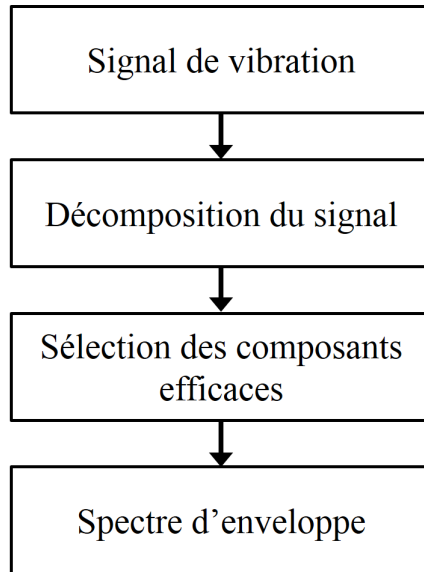 Signal de vibration
Décomposition du signal
Sélection des composants
efficaces
Spectre d’enveloppe